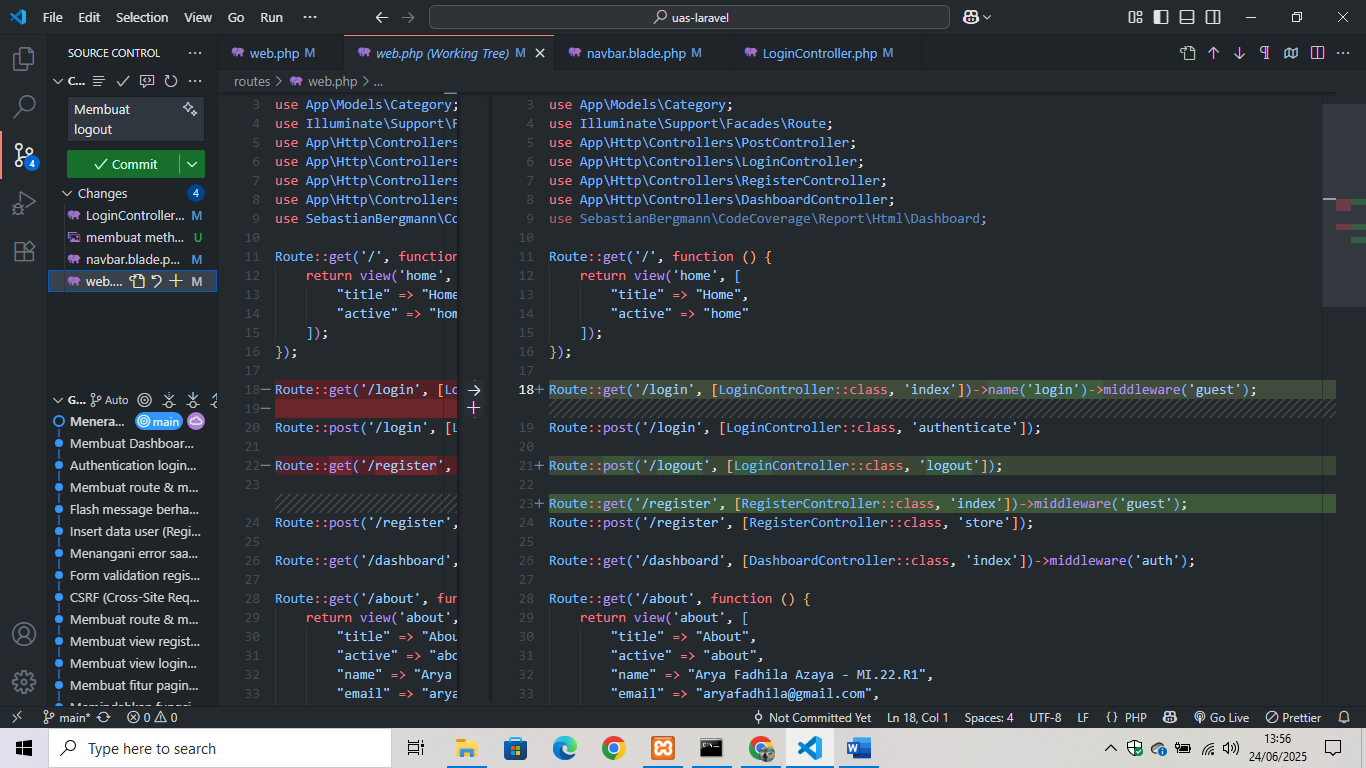 File Edit Selection View Go Run ··· uas-laravel
SOURCE CONTROL ···
web.php M
web.php (Working Tree) M
navbar.blade.php M
LoginController.php M
C...
routes > web.php > ...
Membuat
logout
Commit
Changes 4
LoginController... M
membuat meth... U
navbar.blade.p... M
web.... M
G... Auto
Menera... main
Membuat Dashboar...
Authentication login...
Membuat route & m...
Flash message berha...
Insert data user (Regi...
Menangani error saa...
Form validation regis...
CSRF (Cross-Site Req...
Membuat route & m...
Membuat view regist...
Membuat view login...
Membuat fitur pagin...
4
3 use App\Models\Category;
4 use Illuminate\Support\F
5 use App\Http\Controllers
6 use App\Http\Controllers
7 use App\Http\Controllers
8 use App\Http\Controllers
9 use SebastianBergmann\Co
10
11 Route::get('/', function
12 return view('home',
13 "title" => "Home
14 "active" => "hom
15 ]);
16 });
17
18− Route::get('/login', [Lo
19−
20 Route::post('/login', [L
21
22− Route::get('/register',
23
24 Route::post('/register',
25
26 Route::get('/dashboard',
27
28 Route::get('/about', fun
29 return view('about',
30 "title" => "Abou
31 "active" => "abo
32 "name" => "Arya
33 "email" => "arya
3 use App\Models\Category;
4 use Illuminate\Support\Facades\Route;
5 use App\Http\Controllers\PostController;
6 use App\Http\Controllers\LoginController;
7 use App\Http\Controllers\RegisterController;
8 use App\Http\Controllers\DashboardController;
9 use SebastianBergmann\CodeCoverage\Report\Html\Dashboard;
10
11 Route::get('/', function () {
12 return view('home', [
13 "title" => "Home",
14 "active" => "home"
15 ]);
16 });
17
18+ Route::get('/login', [LoginController::class, 'index'])->name('login')->middleware('guest');
19 Route::post('/login', [LoginController::class, 'authenticate']);
20
21+ Route::post('/logout', [LoginController::class, 'logout']);
22
23+ Route::get('/register', [RegisterController::class, 'index'])->middleware('guest');
24 Route::post('/register', [RegisterController::class, 'store']);
25
26 Route::get('/dashboard', [DashboardController::class, 'index'])->middleware('auth');
27
28 Route::get('/about', function () {
29 return view('about', [
30 "title" => "About",
31 "active" => "about",
32 "name" => "Arya Fadhila Azaya - MI.22.R1",
33 "email" => "aryafadhila@gmail.com",
main* 0 0 Not Committed Yet Ln 18, Col 1 Spaces: 4 UTF-8 LF {} PHP Go Live Prettier
Type here to search
13:56
24/06/2025